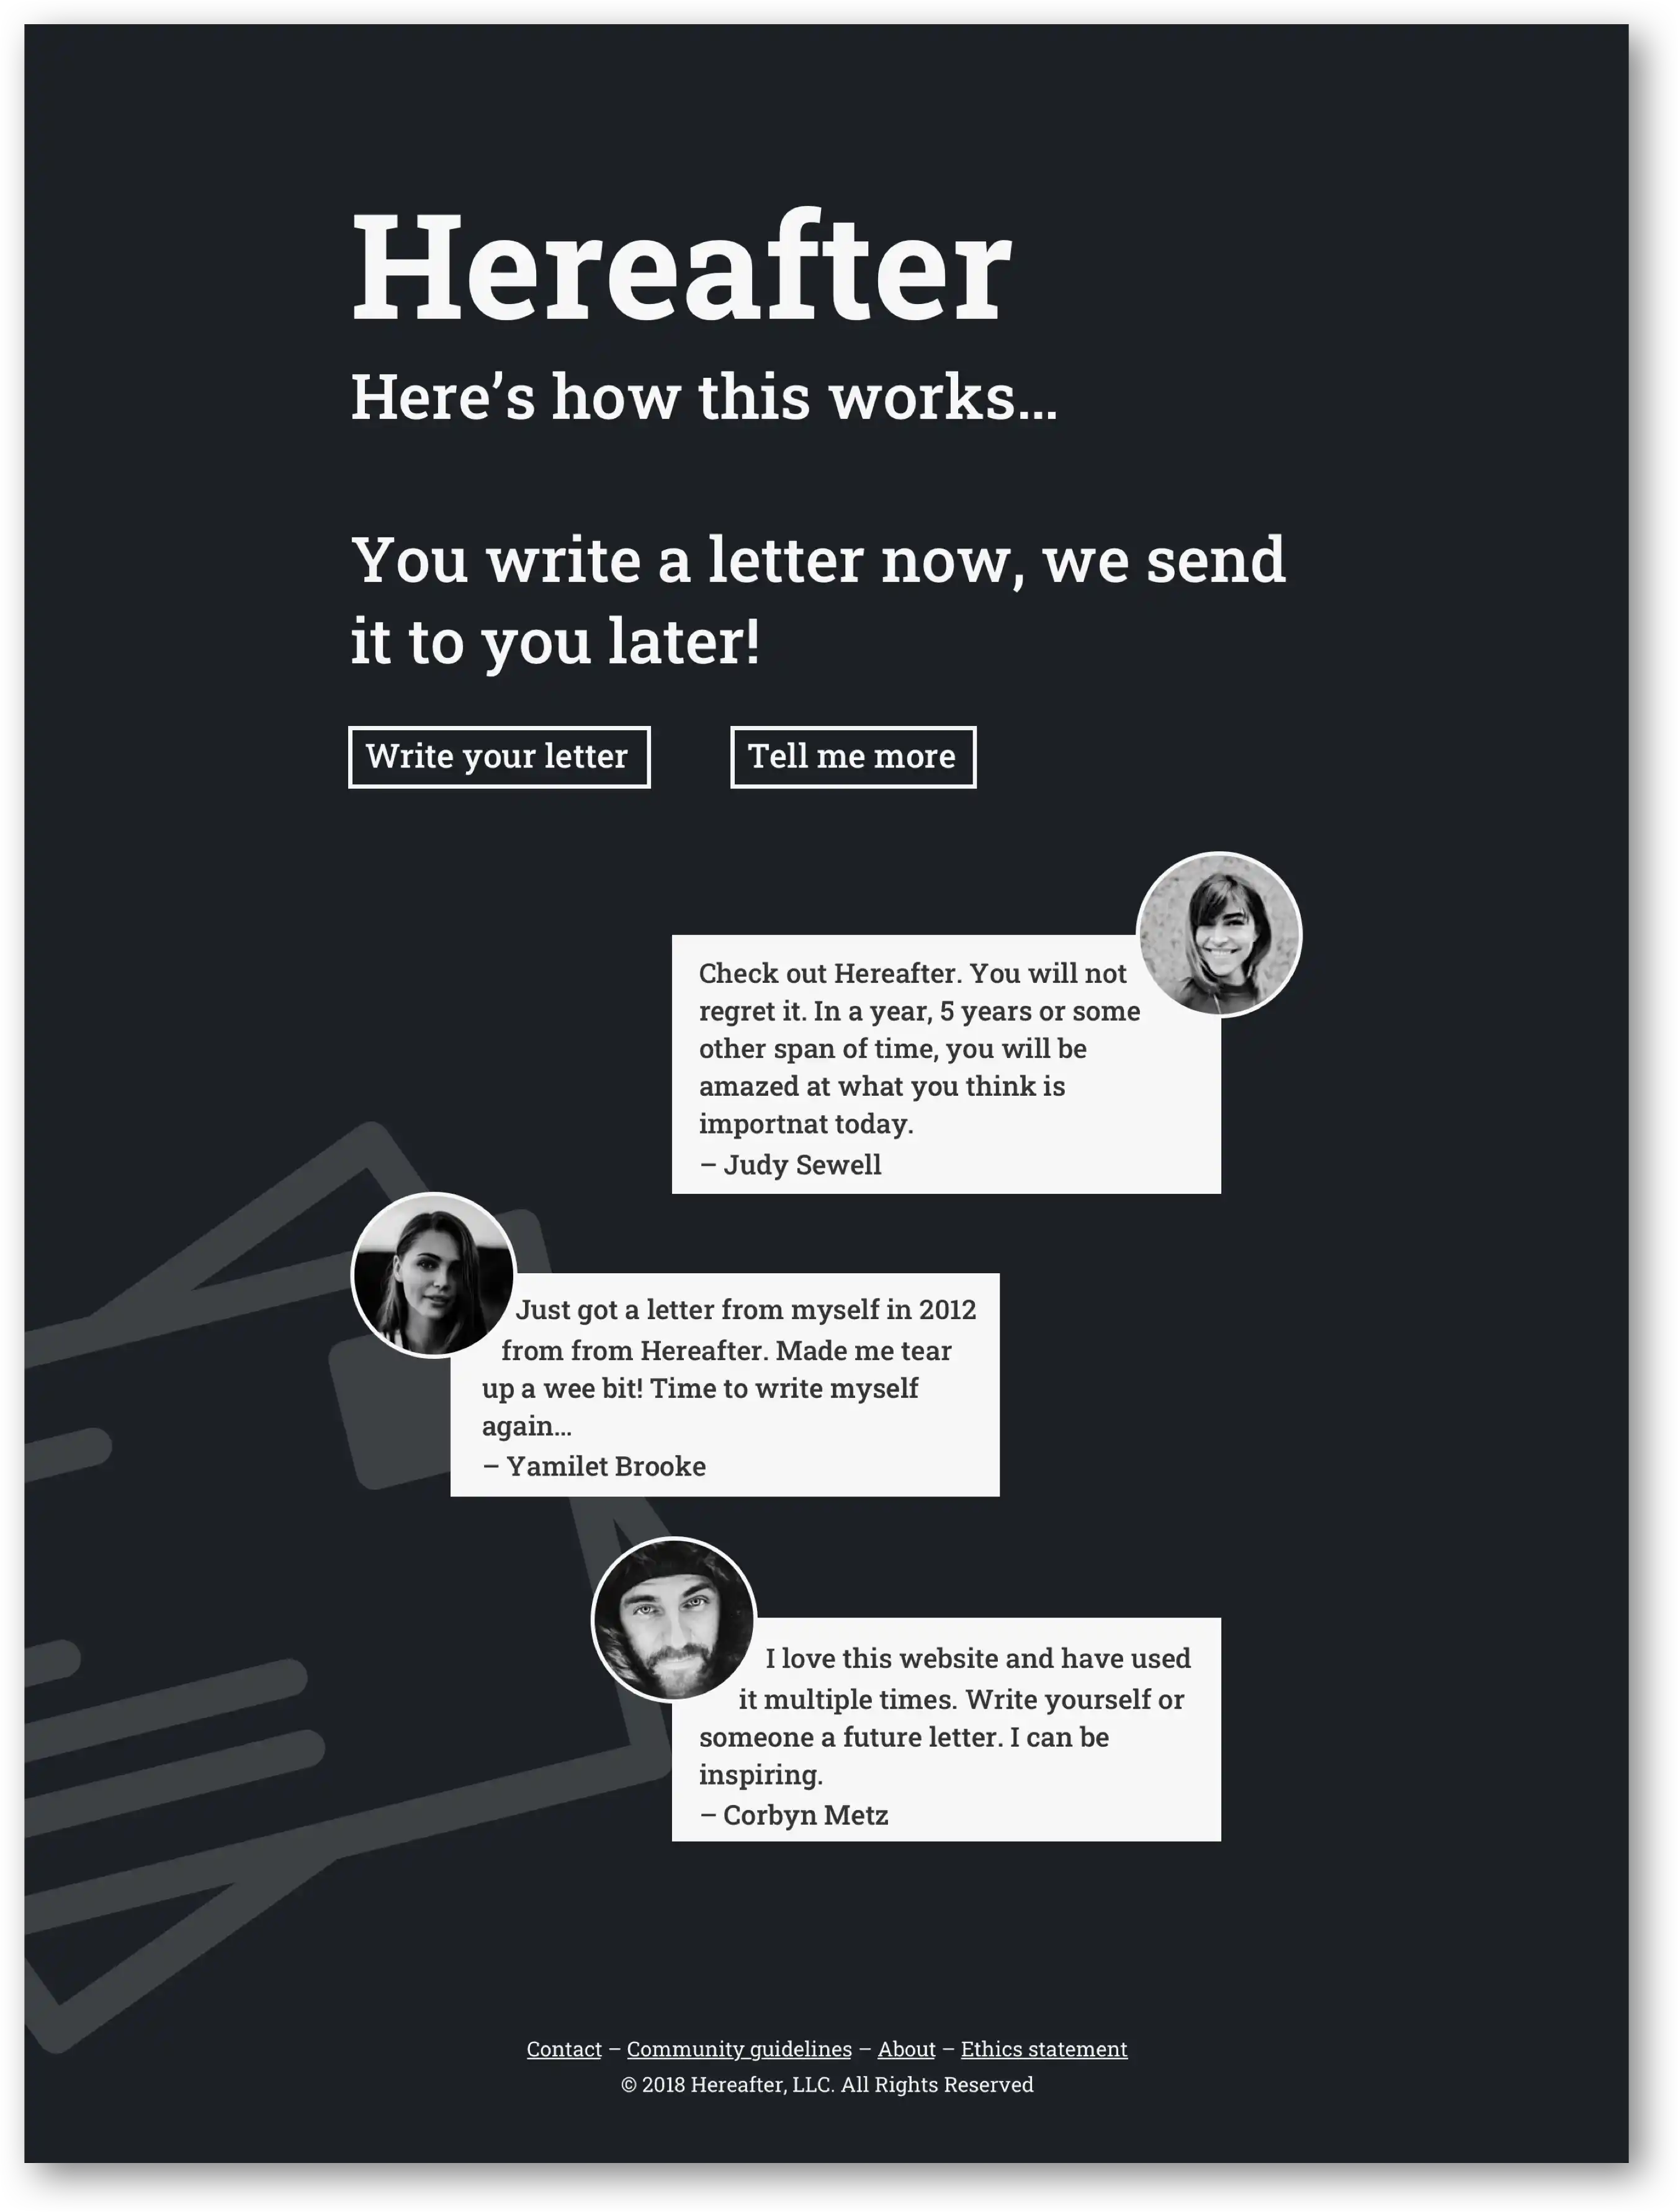 Hereafter
Here’s how this works...
You write a letter now, we send
it to you later!
Write your letter
Tell me more
Check out Hereafter. You will not
regret it. In a year, 5 years or some
other span of time, you will be
amazed at what you think is
importnat today.
– Judy Sewell
Just got a letter from myself in 2012
from from Hereafter. Made me tear
up a wee bit! Time to write myself
again...
– Yamilet Brooke
I love this website and have used
it multiple times. Write yourself or
someone a future letter. I can be
inspiring.
– Corbyn Metz
Contact – Community guidelines – About – Ethics statement
© 2018 Hereafter, LLC. All Rights Reserved